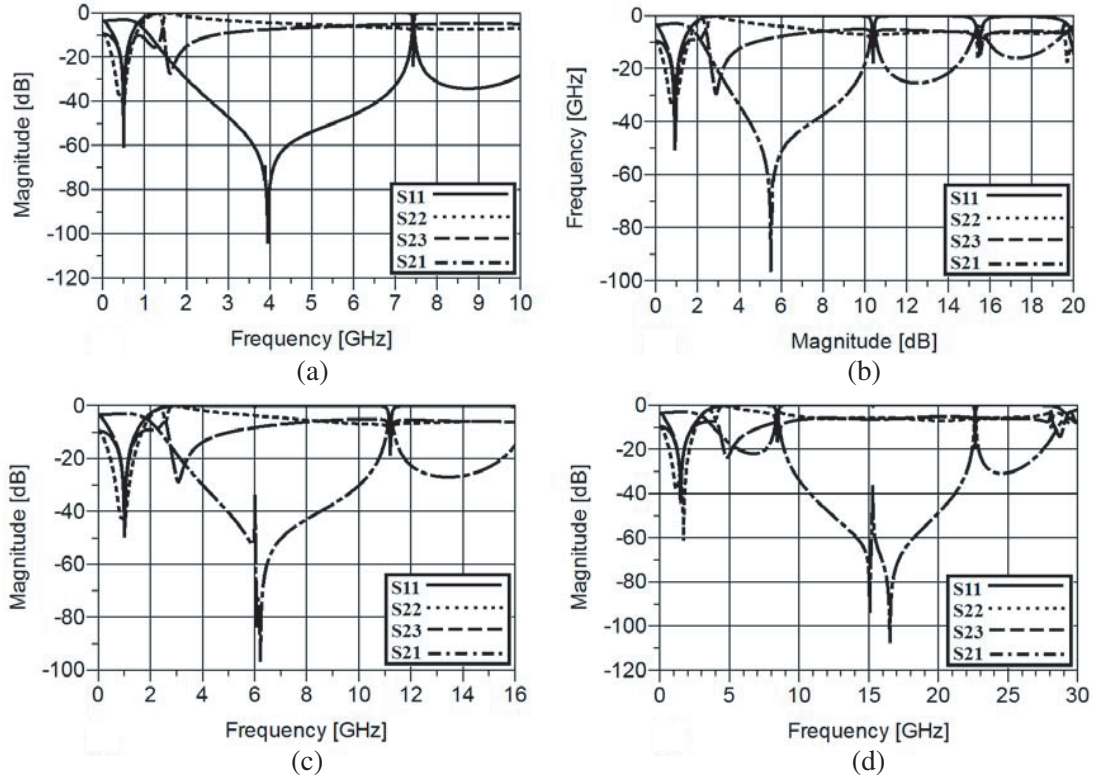 Magnitude [dB]
0
-20
-40
-60
-80
-100
-120
S11
S22
S23
S21
0 1 2 3 4 5 6 7 8 9 10
Frequency [GHz]
(a)
Frequency [GHz]
0
-20
-40
-60
-80
-100
S11
S22
S23
S21
0 2 4 6 8 10 12 14 16 18 20
Magnitude [dB]
(b)
Magnitude [dB]
0
-20
-40
-60
-80
-100
S11
S22
S23
S21
0 2 4 6 8 10 12 14 16
Frequency [GHz]
(c)
Magnitude [dB]
0
-20
-40
-60
-80
-100
-120
S11
S22
S23
S21
0 5 10 15 20 25 30
Frequency [GHz]
(d)